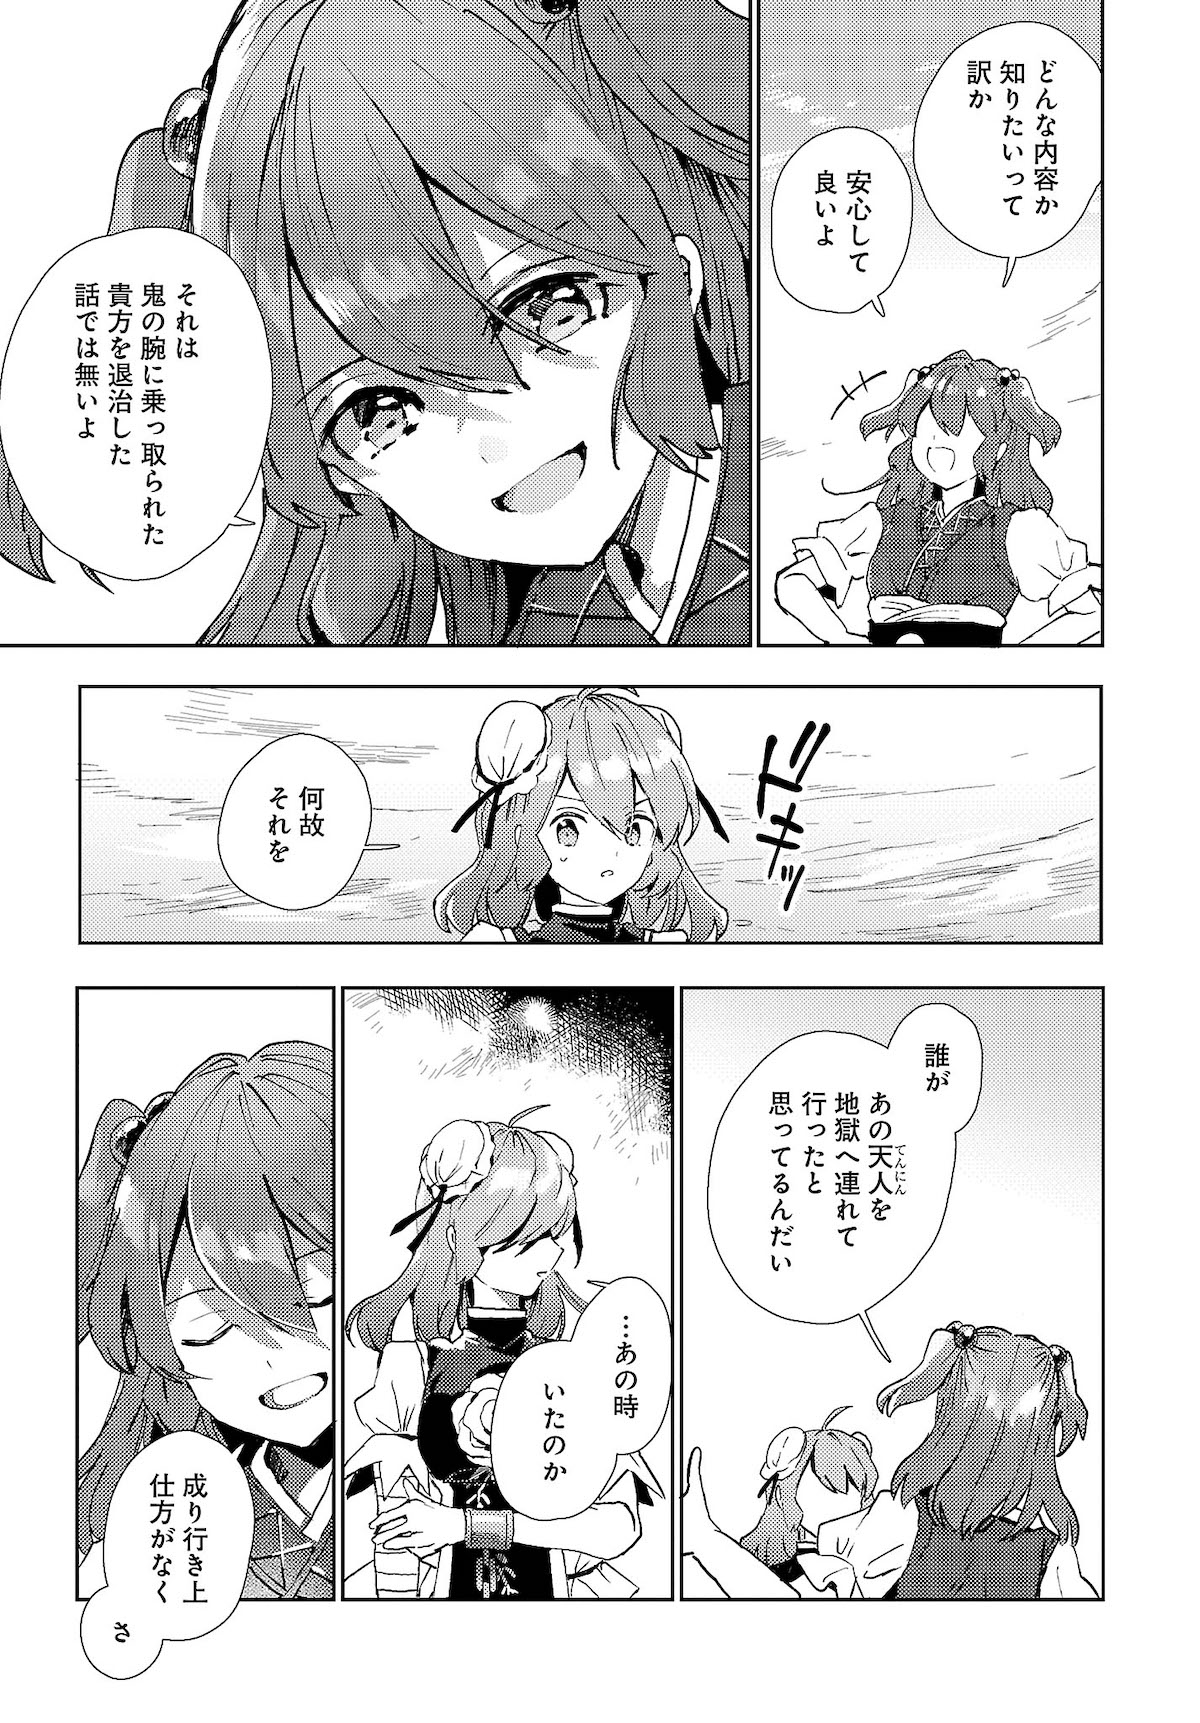 どんな内容か
知りたいって
訳か
安心して
良いよ
それは
鬼の腕に乗っ取られた
貴方を退治した
話では無いよ
ドキッ
何故
それを
誰が
あの天人を
てんにん
地獄へ連れて
行ったと
思ってるんだい
…あの時
いたのか
成り行き上
仕方がなく
さ